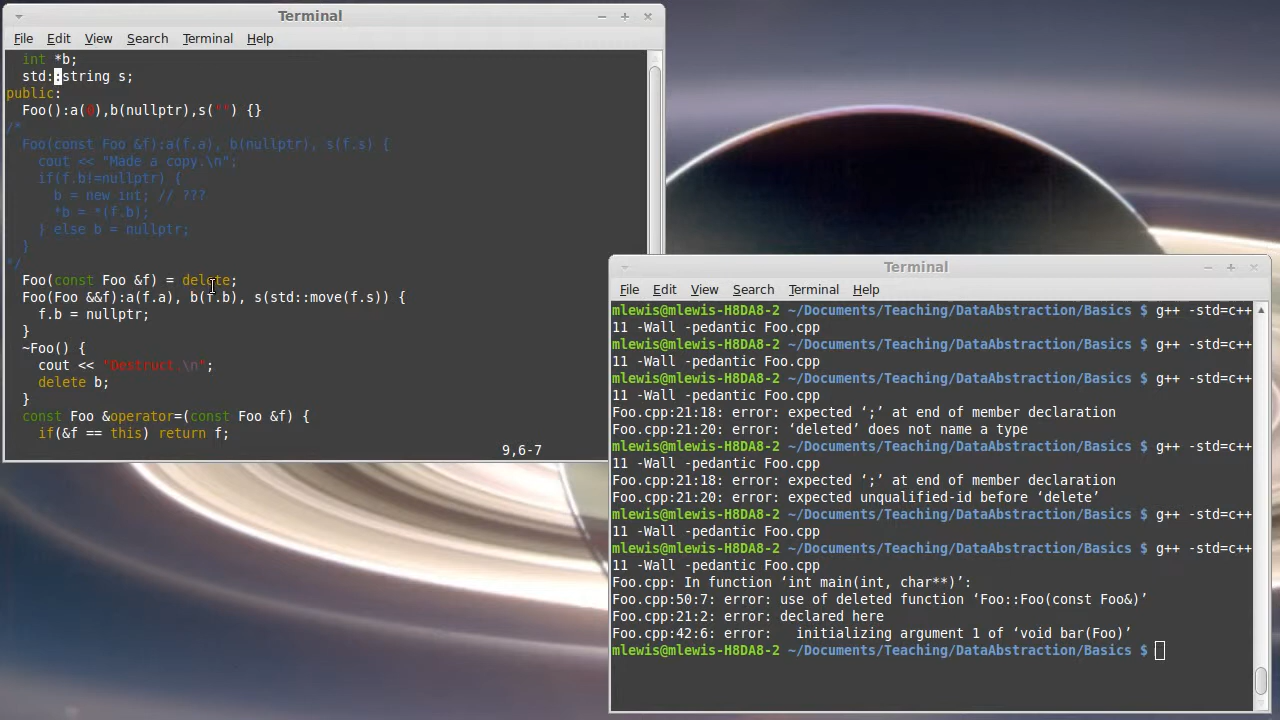 Terminal
File Edit View Search Terminal Help
int *b;
std::string s;
public:
Foo():a(0),b(nullptr),s("") {}
/*
Foo(const Foo &f):a(f.a), b(nullptr), s(f.s) {
cout << "Made a copy.\n";
if(f.b!=nullptr) {
b = new int; // ???
*b = *(f.b);
} else b = nullptr;
}
*/
Foo(const Foo &f) = delete;
Foo(Foo &&f):a(f.a), b(f.b), s(std::move(f.s)) {
f.b = nullptr;
}
~Foo() {
cout << "Destruct.\n";
delete b;
}
const Foo &operator=(const Foo &f) {
if(&f == this) return f;
9,6-7
Terminal
File Edit View Search Terminal Help
mlewis@mlewis-H8DA8-2 ~/Documents/Teaching/DataAbstraction/Basics $ g++ -std=c++
11 -Wall -pedantic Foo.cpp
mlewis@mlewis-H8DA8-2 ~/Documents/Teaching/DataAbstraction/Basics $ g++ -std=c++
11 -Wall -pedantic Foo.cpp
mlewis@mlewis-H8DA8-2 ~/Documents/Teaching/DataAbstraction/Basics $ g++ -std=c++
11 -Wall -pedantic Foo.cpp
Foo.cpp:21:18: error: expected ‘;’ at end of member declaration
Foo.cpp:21:20: error: ‘deleted’ does not name a type
mlewis@mlewis-H8DA8-2 ~/Documents/Teaching/DataAbstraction/Basics $ g++ -std=c++
11 -Wall -pedantic Foo.cpp
Foo.cpp:21:18: error: expected ‘;’ at end of member declaration
Foo.cpp:21:20: error: expected unqualified-id before ‘delete’
mlewis@mlewis-H8DA8-2 ~/Documents/Teaching/DataAbstraction/Basics $ g++ -std=c++
11 -Wall -pedantic Foo.cpp
mlewis@mlewis-H8DA8-2 ~/Documents/Teaching/DataAbstraction/Basics $ g++ -std=c++
11 -Wall -pedantic Foo.cpp
Foo.cpp: In function ‘int main(int, char**)’:
Foo.cpp:50:7: error: use of deleted function ‘Foo::Foo(const Foo&)’
Foo.cpp:21:2: error: declared here
Foo.cpp:42:6: error:   initializing argument 1 of ‘void bar(Foo)’
mlewis@mlewis-H8DA8-2 ~/Documents/Teaching/DataAbstraction/Basics $